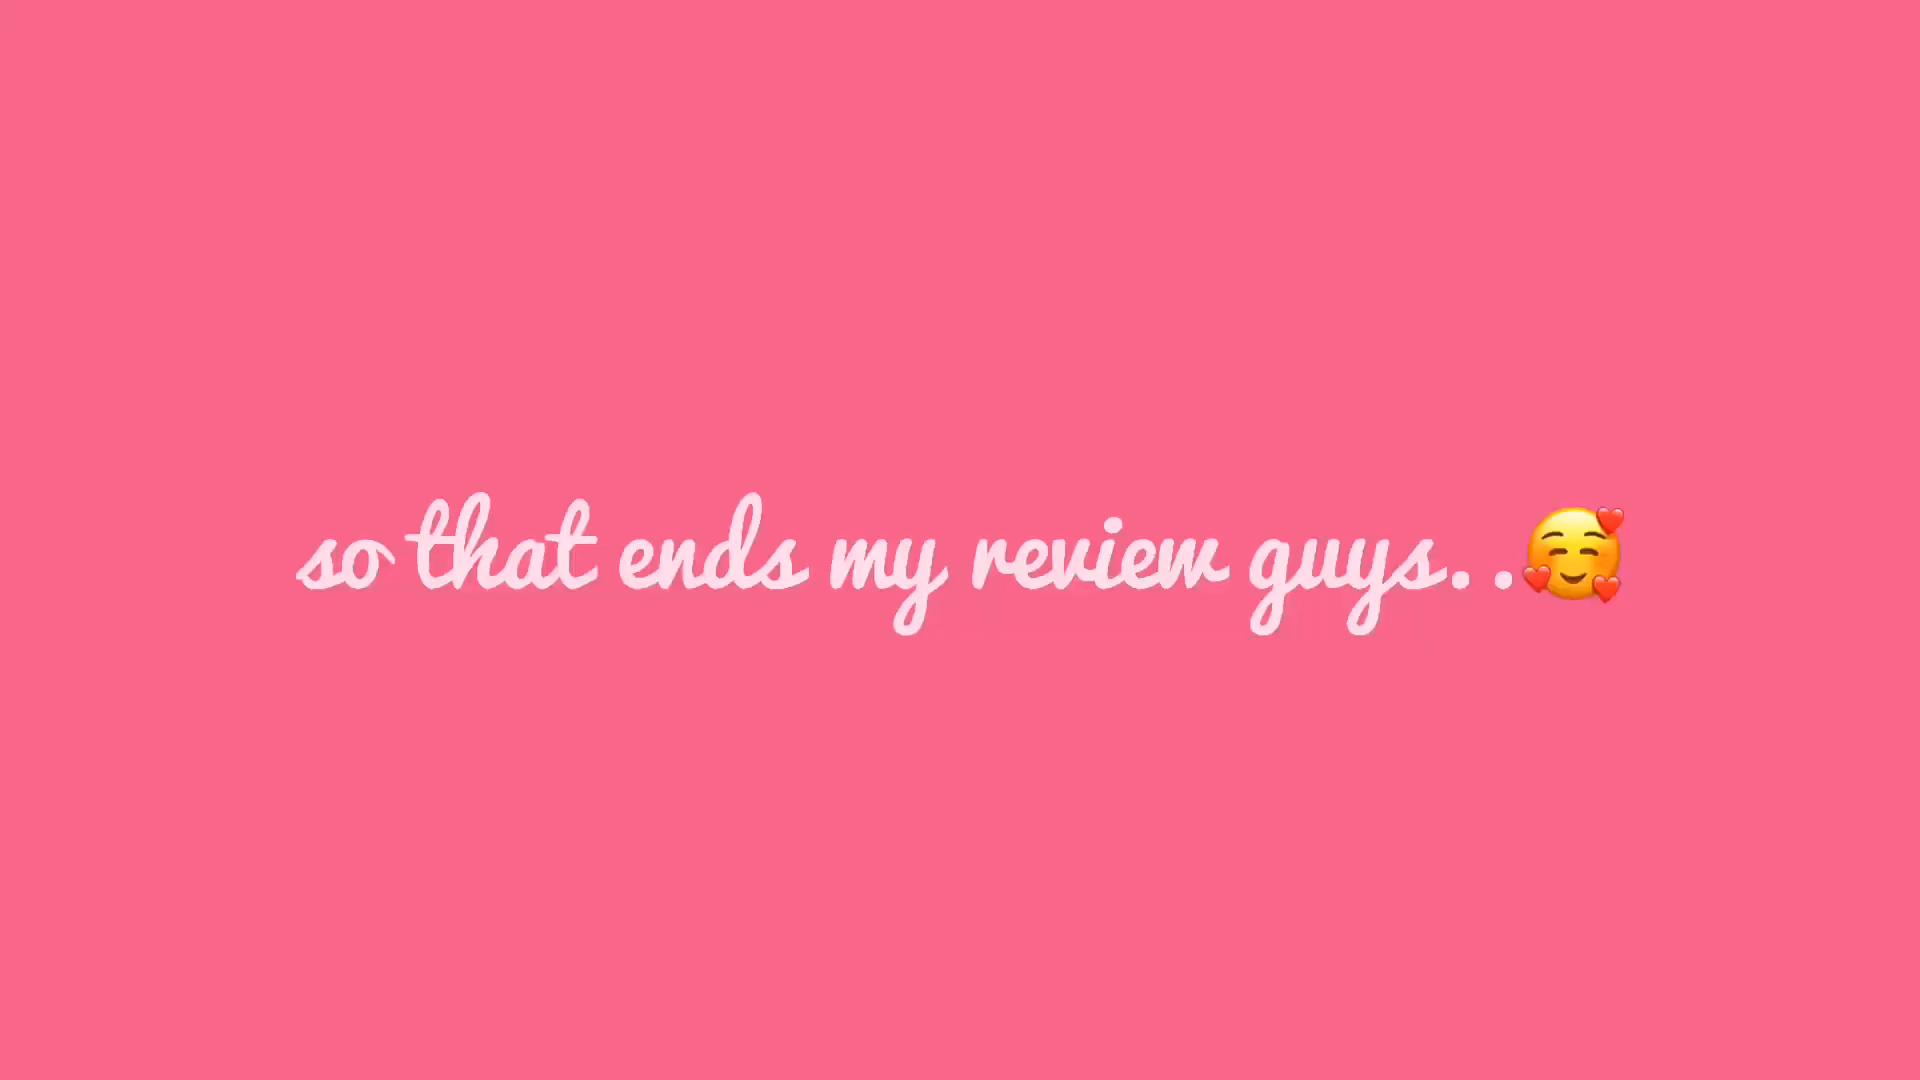 so that ends my review guys. .🥰